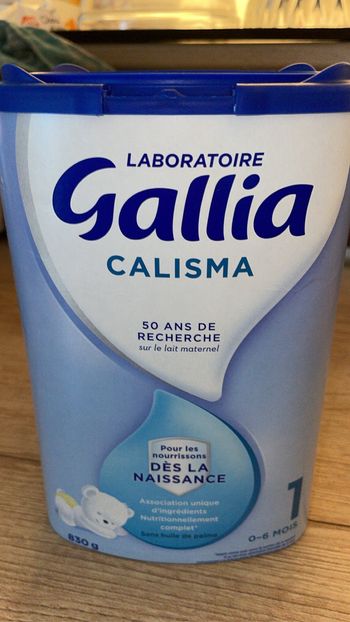 LABORATOIRE
Gallia
CALISMA
50 ANS DE
RECHERCHE
sur le lait maternel
Pour les
nourrissons
DÈS LA
NAISSANCE
Association unique
d'ingrédients
Nutritionnellement
complet*
Sans huile de palme
1
0-6 MOIS
830 g